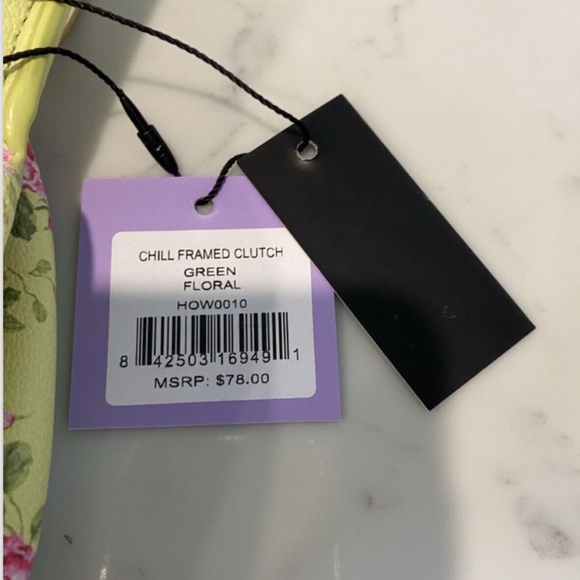 CHILL FRAMED CLUTCH
GREEN
FLORAL
HOW0010
8 42503 16949 1
MSRP: $78.00